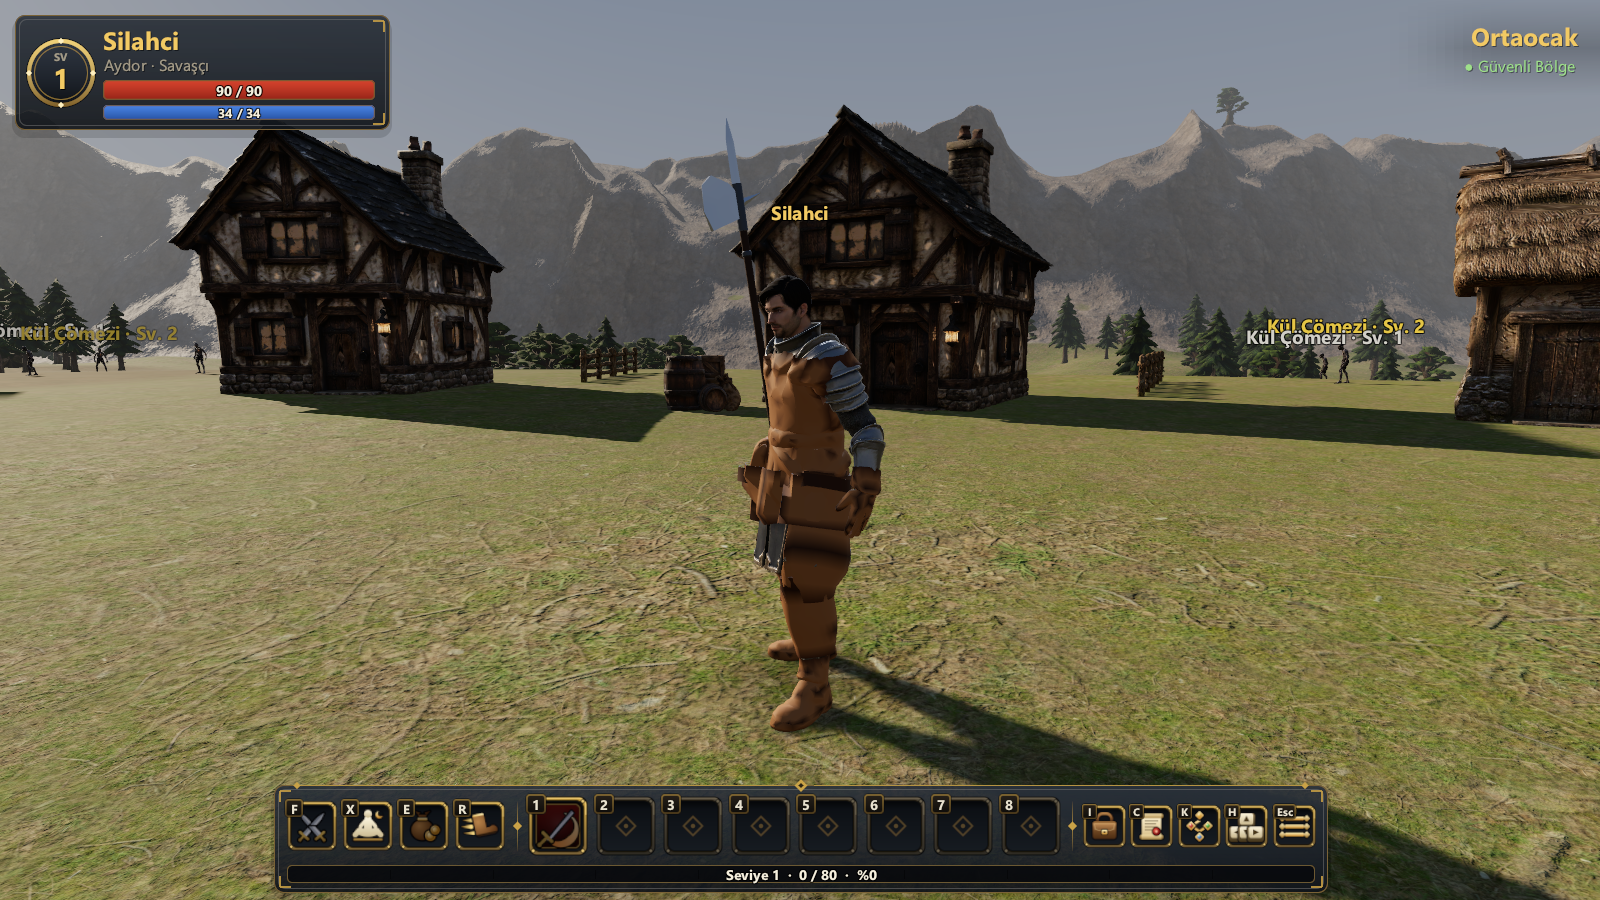 SV
1
Silahci
Aydor · Savaşçı
90 / 90
34 / 34
Ortaocak
Güvenli Bölge
Silahci
Kül Çömezi · Sv. 2
Kül Çömezi · Sv. 2
Kül Çömezi · Sv. 1
F
X
E
R
1
2
3
4
5
6
7
8
I
C
K
H
Esc
Seviye 1 · 0 / 80 · %0